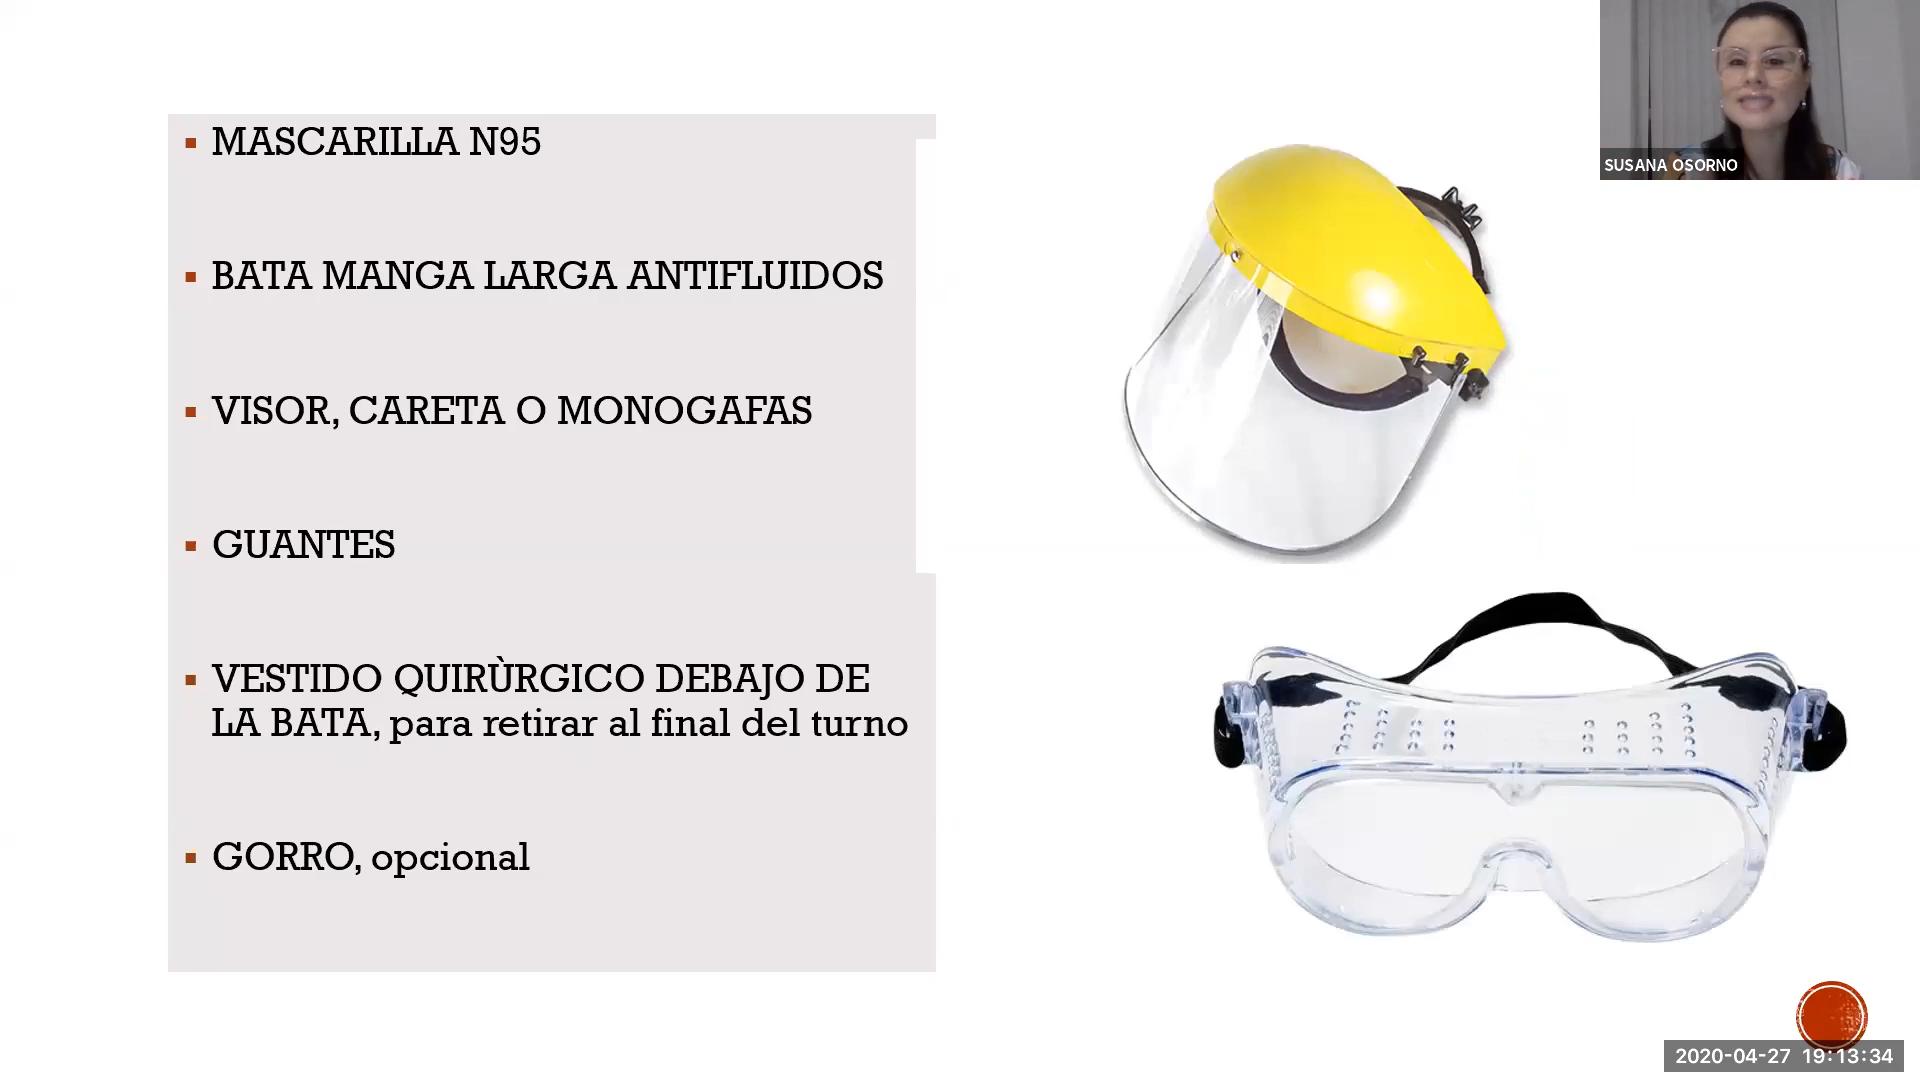 MASCARILLA N95
BATA MANGA LARGA ANTIFLUIDOS
VISOR, CARETA O MONOGAFAS
GUANTES
VESTIDO QUIRÙRGICO DEBAJO DE
LA BATA, para retirar al final del turno
GORRO, opcional
SUSANA OSORNO
2020-04-27 19:13:34